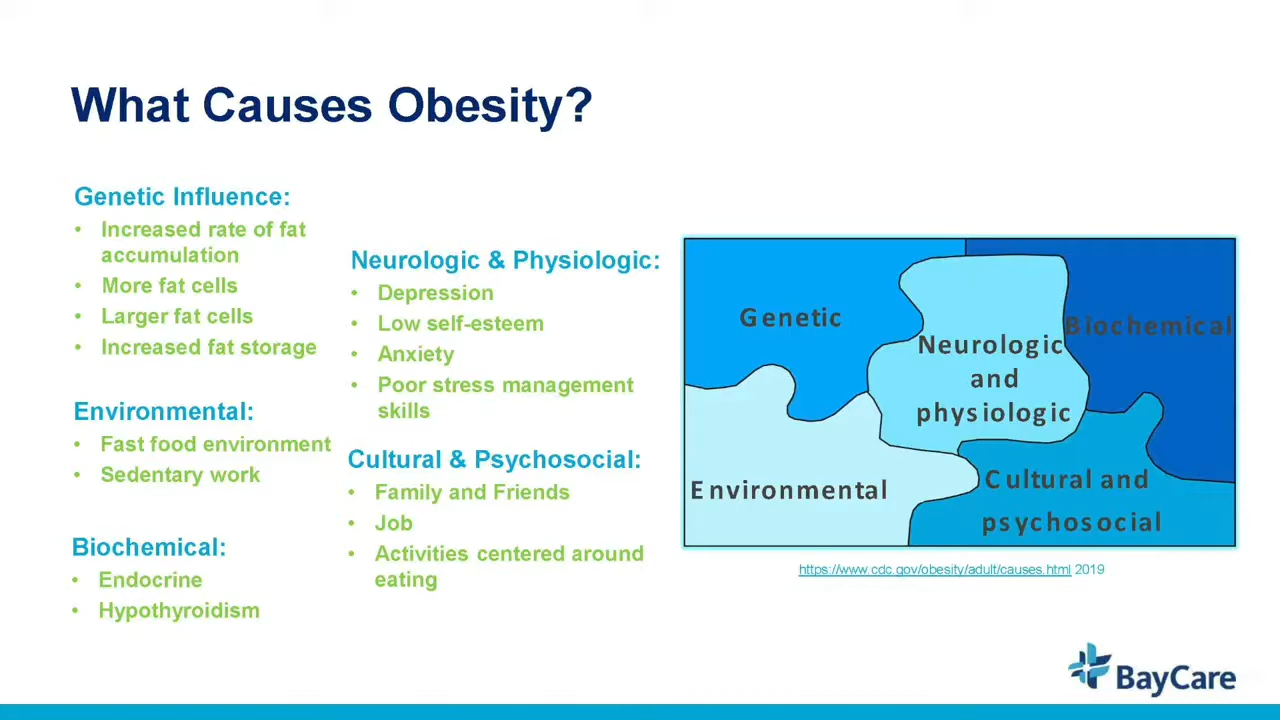 What Causes Obesity?
Genetic Influence:
• Increased rate of fat
accumulation
• More fat cells
• Larger fat cells
• Increased fat storage
Environmental:
• Fast food environment
• Sedentary work
Biochemical:
• Endocrine
• Hypothyroidism
Neurologic & Physiologic:
• Depression
• Low self-esteem
• Anxiety
• Poor stress management
skills
Cultural & Psychosocial:
• Family and Friends
• Job
• Activities centered around
eating
Genetic
Biochemical
Neurologic
and
physiologic
Environmental
Cultural and
psychosocial
https://www.cdc.gov/obesity/adult/causes.html 2019
BayCare